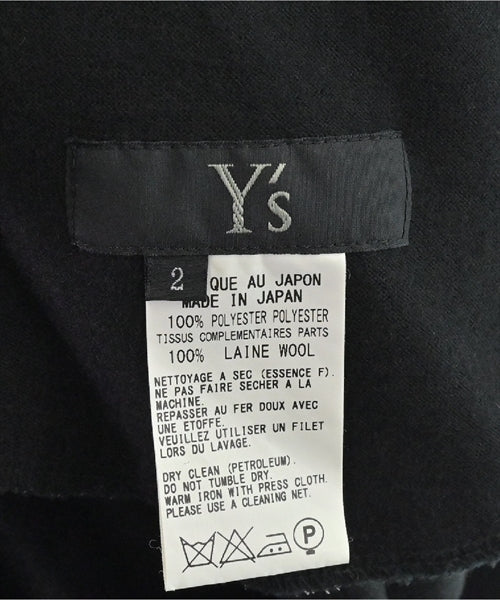 Y's
2
QUE AU JAPON
MADE IN JAPAN
100% POLYESTER POLYESTER
TISSUS COMPLEMENTAIRES PARTS
100% LAINE WOOL
NETTOYAGE A SEC (ESSENCE F).
NE PAS FAIRE SECHER A LA
MACHINE.
REPASSER AU FER DOUX AVEC
UNE ETOFFE.
VEUILLEZ UTILISER UN FILET
LORS DU LAVAGE.
DRY CLEAN (PETROLEUM).
DO NOT TUMBLE DRY.
WARM IRON WITH PRESS CLOTH.
PLEASE USE A CLEANING NET.
P